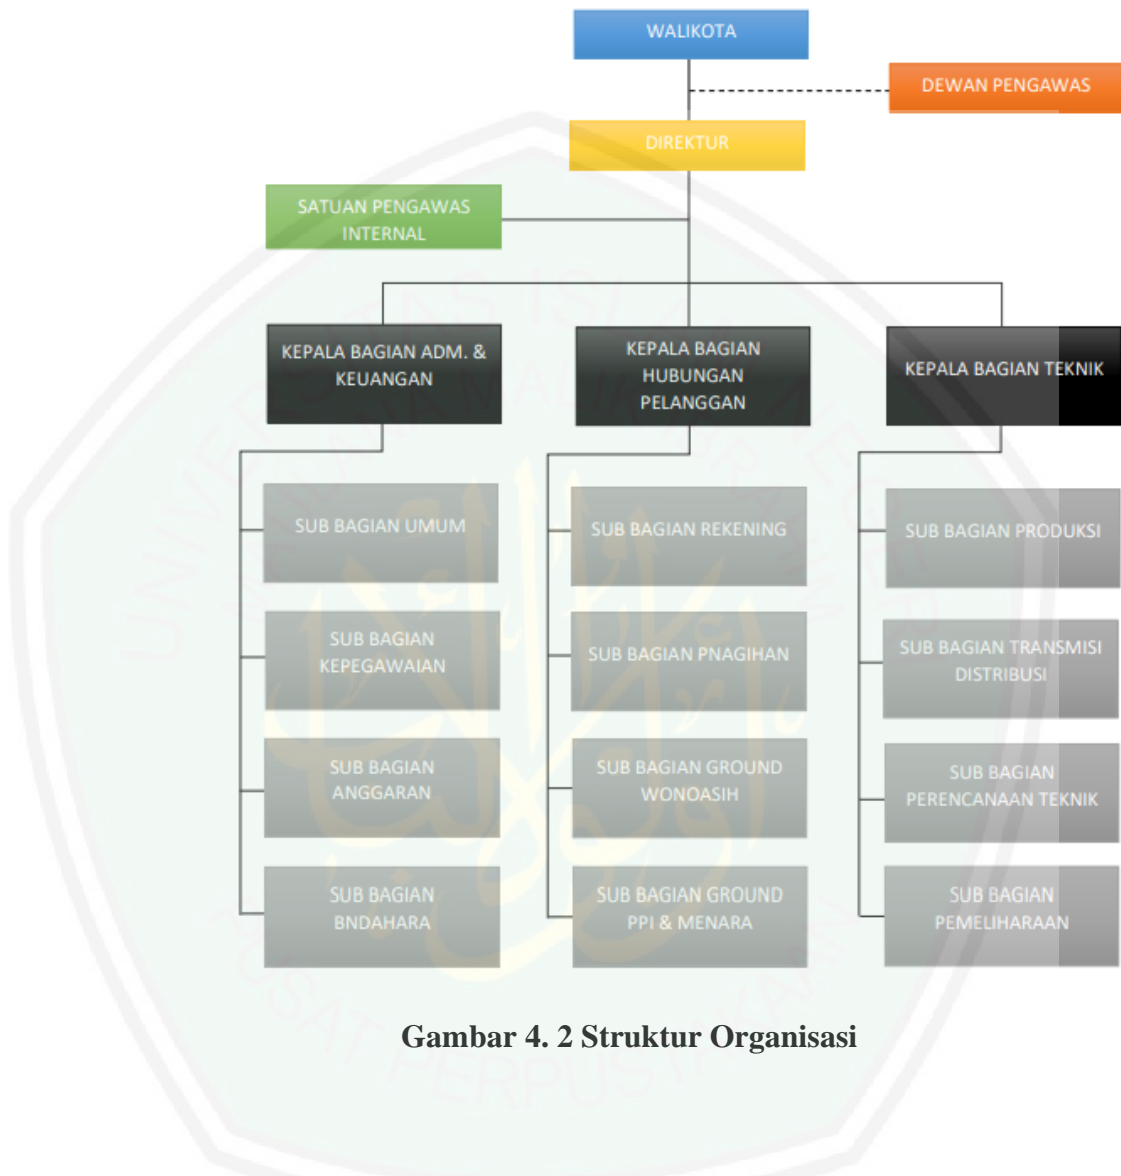 WALIKOTA
DEWAN PENGAWAS
DIREKTUR
SATUAN PENGAWAS
INTERNAL
KEPALA BAGIAN ADM. &
KEUANGAN
KEPALA BAGIAN
HUBUNGAN
PELANGGAN
KEPALA BAGIAN TEKNIK
SUB BAGIAN UMUM
SUB BAGIAN REKENING
SUB BAGIAN PRODUKSI
SUB BAGIAN
KEPEGAWAIAN
SUB BAGIAN PNAGIHAN
SUB BAGIAN TRANSMISI
DISTRIBUSI
SUB BAGIAN
ANGGARAN
SUB BAGIAN GROUND
WONOASIH
SUB BAGIAN
PERENCANAAN TEKNIK
SUB BAGIAN
BNDAHARA
SUB BAGIAN GROUND
PPI & MENARA
SUB BAGIAN
PEMELIHARAAN
Gambar 4. 2 Struktur Organisasi
PUSAT PERPUSTAKAAN